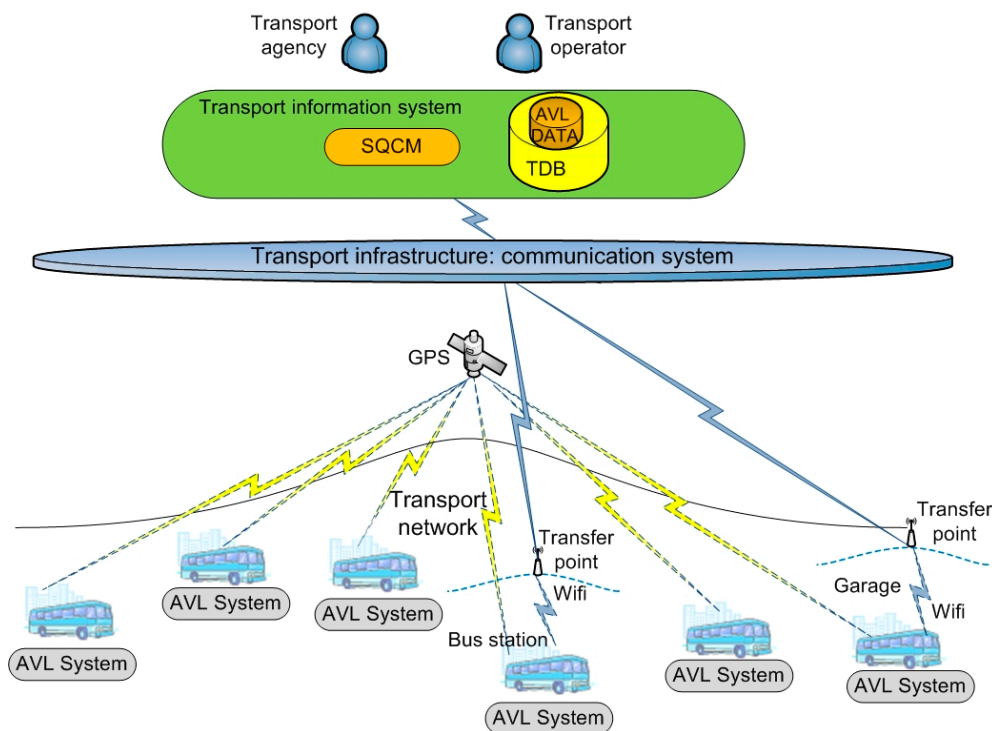 Transport
agency
Transport
operator
Transport information system
SQCM
AVL
DATA
TDB
Transport infrastructure: communication system
GPS
Transport
network
Transfer
point
Wifi
Bus station
Transfer
point
Garage
Wifi
AVL System
AVL System
AVL System
AVL System
AVL System
AVL System